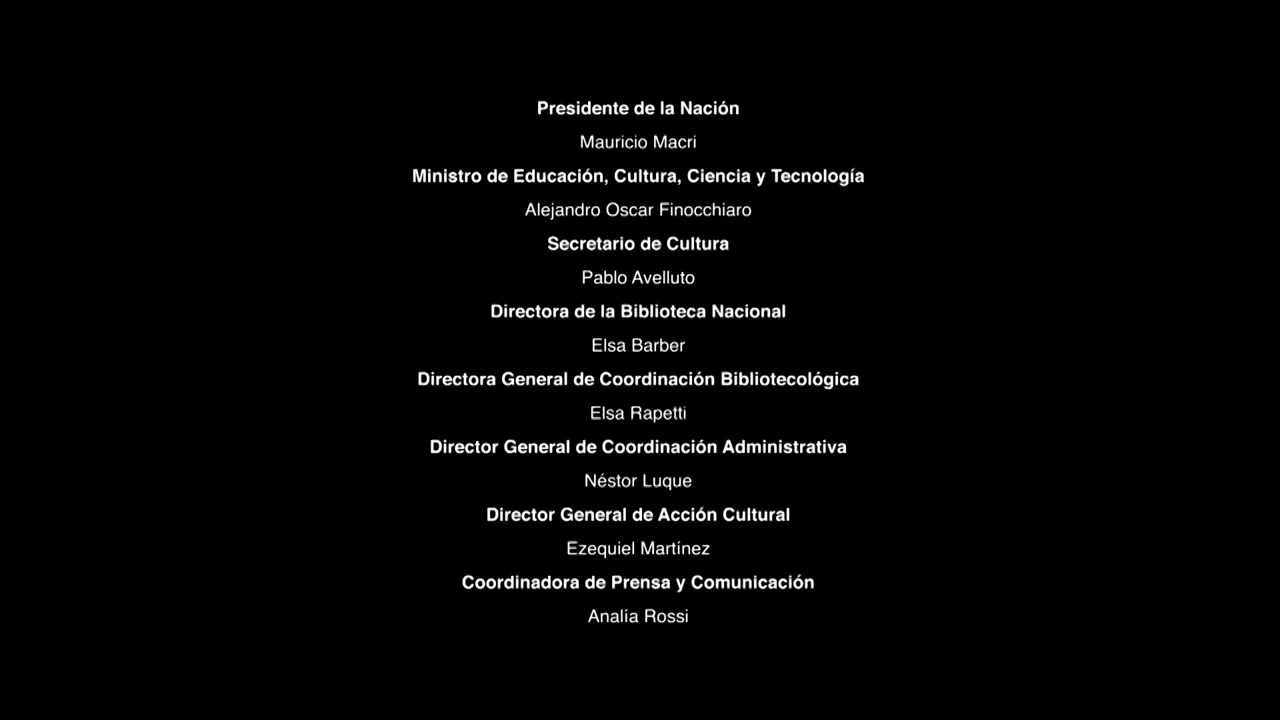 Presidente de la Nación
Mauricio Macri
Ministro de Educación, Cultura, Ciencia y Tecnología
Alejandro Oscar Finocchiaro
Secretario de Cultura
Pablo Avelluto
Directora de la Biblioteca Nacional
Elsa Barber
Directora General de Coordinación Bibliotecológica
Elsa Rapetti
Director General de Coordinación Administrativa
Néstor Luque
Director General de Acción Cultural
Ezequiel Martínez
Coordinadora de Prensa y Comunicación
Analía Rossi